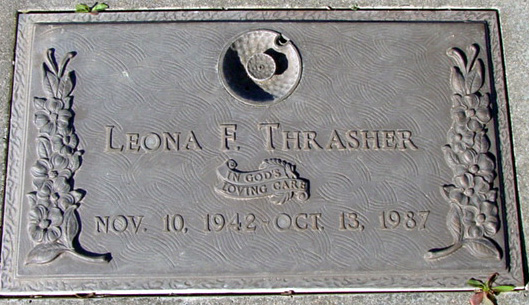 LEONA F. THRASHER
IN GOD'S
LOVING CARE
NOV. 10, 1942 ~ OCT. 13, 1987